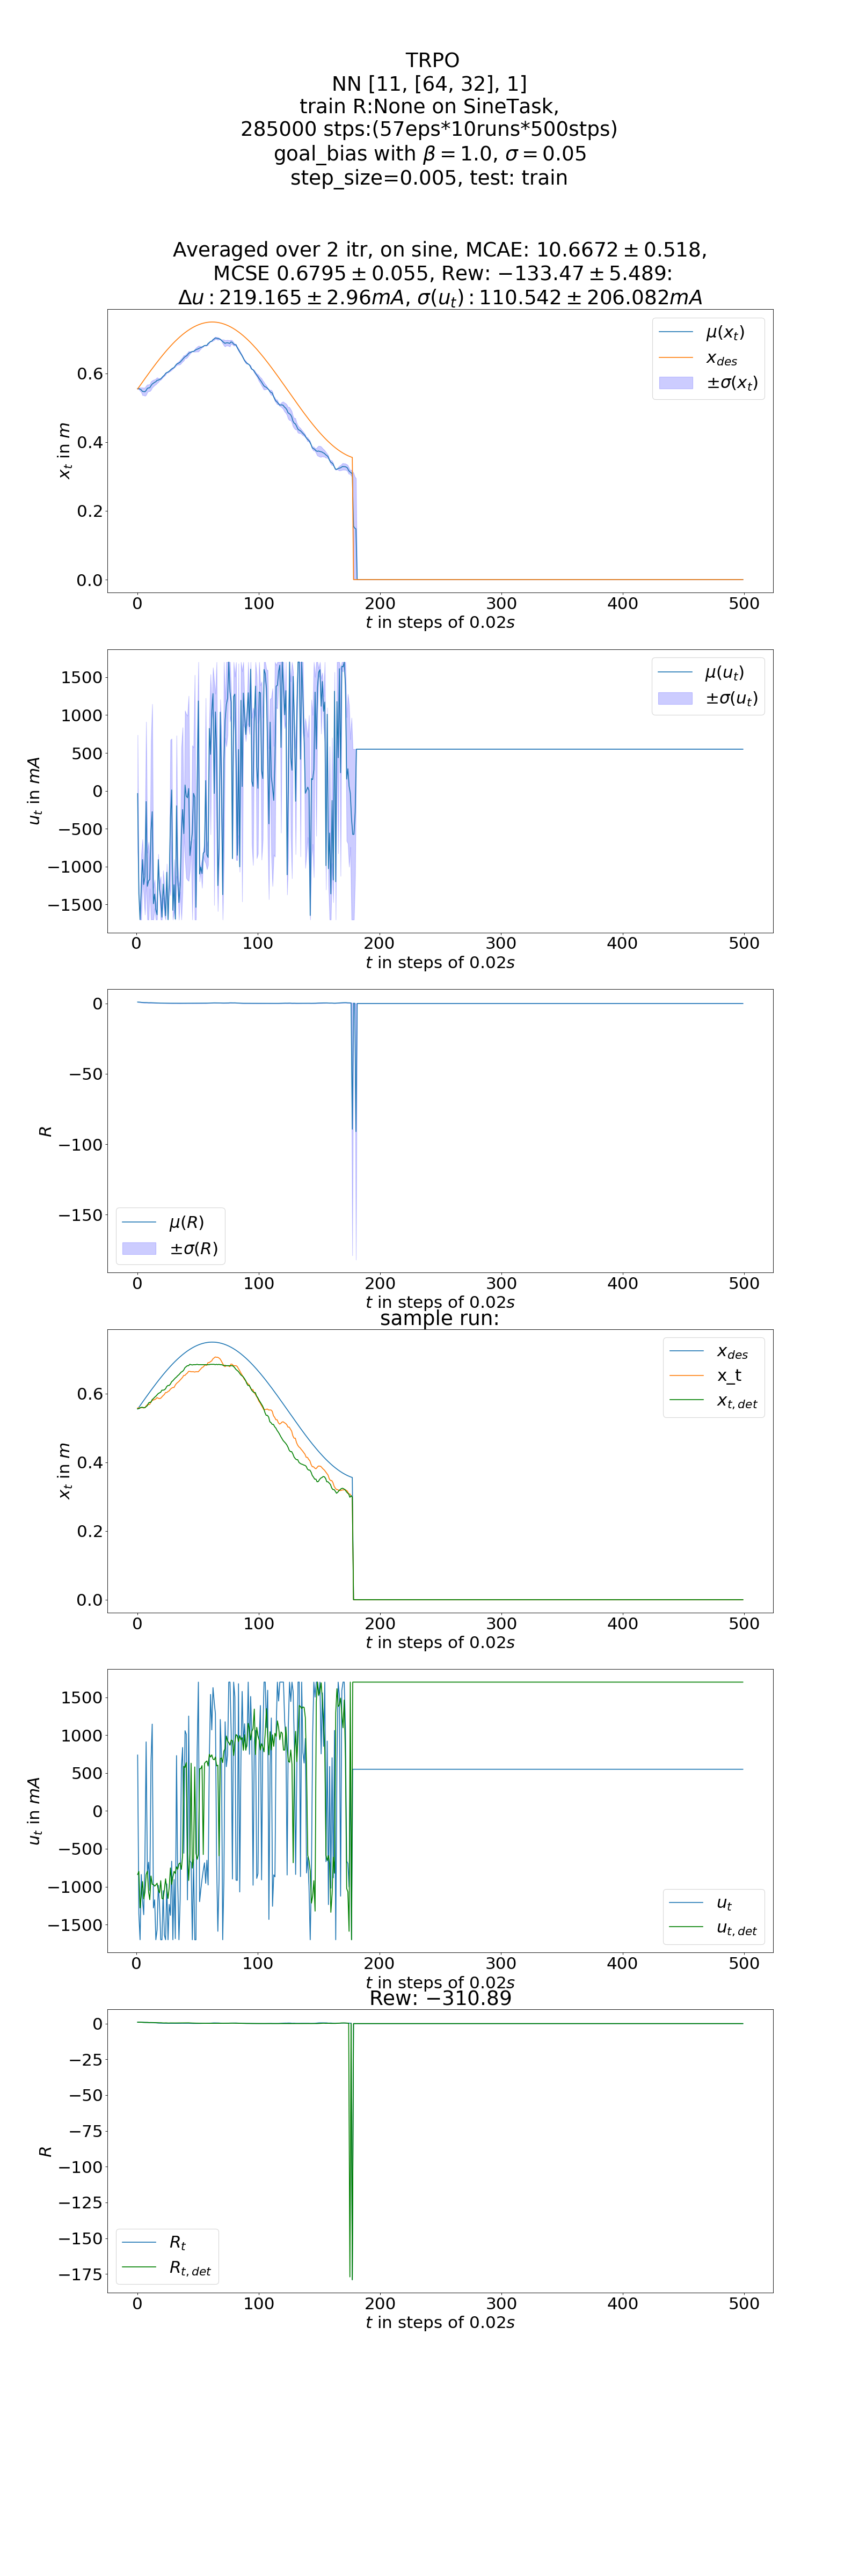 TRPO
NN [11, [64, 32], 1]
train R:None on SineTask,
285000 stps:(57eps*10runs*500stps)
goal_bias with β = 1.0, σ = 0.05
step_size=0.005, test: train
Averaged over 2 itr, on sine, MCAE: 10.6672 ± 0.518,
MCSE 0.6795 ± 0.055, Rew: −133.47 ± 5.489:
Δu : 219.165 ± 2.96mA, σ(u_t) : 110.542 ± 206.082mA
μ(x_t)
x_des
±σ(x_t)
x_t in m
0.6
0.4
0.2
0.0
0 100 200 300 400 500
t in steps of 0.02s
μ(u_t)
±σ(u_t)
u_t in mA
1500
1000
500
0
−500
−1000
−1500
0 100 200 300 400 500
t in steps of 0.02s
R
0
−50
−100
−150
μ(R)
±σ(R)
0 100 200 300 400 500
t in steps of 0.02s
sample run:
x_des
x_t
x_t,det
x_t in m
0.6
0.4
0.2
0.0
0 100 200 300 400 500
t in steps of 0.02s
u_t in mA
1500
1000
500
0
−500
−1000
−1500
u_t
u_t,det
0 100 200 300 400 500
t in steps of 0.02s
Rew: −310.89
R
0
−25
−50
−75
−100
−125
−150
−175
R_t
R_t,det
0 100 200 300 400 500
t in steps of 0.02s